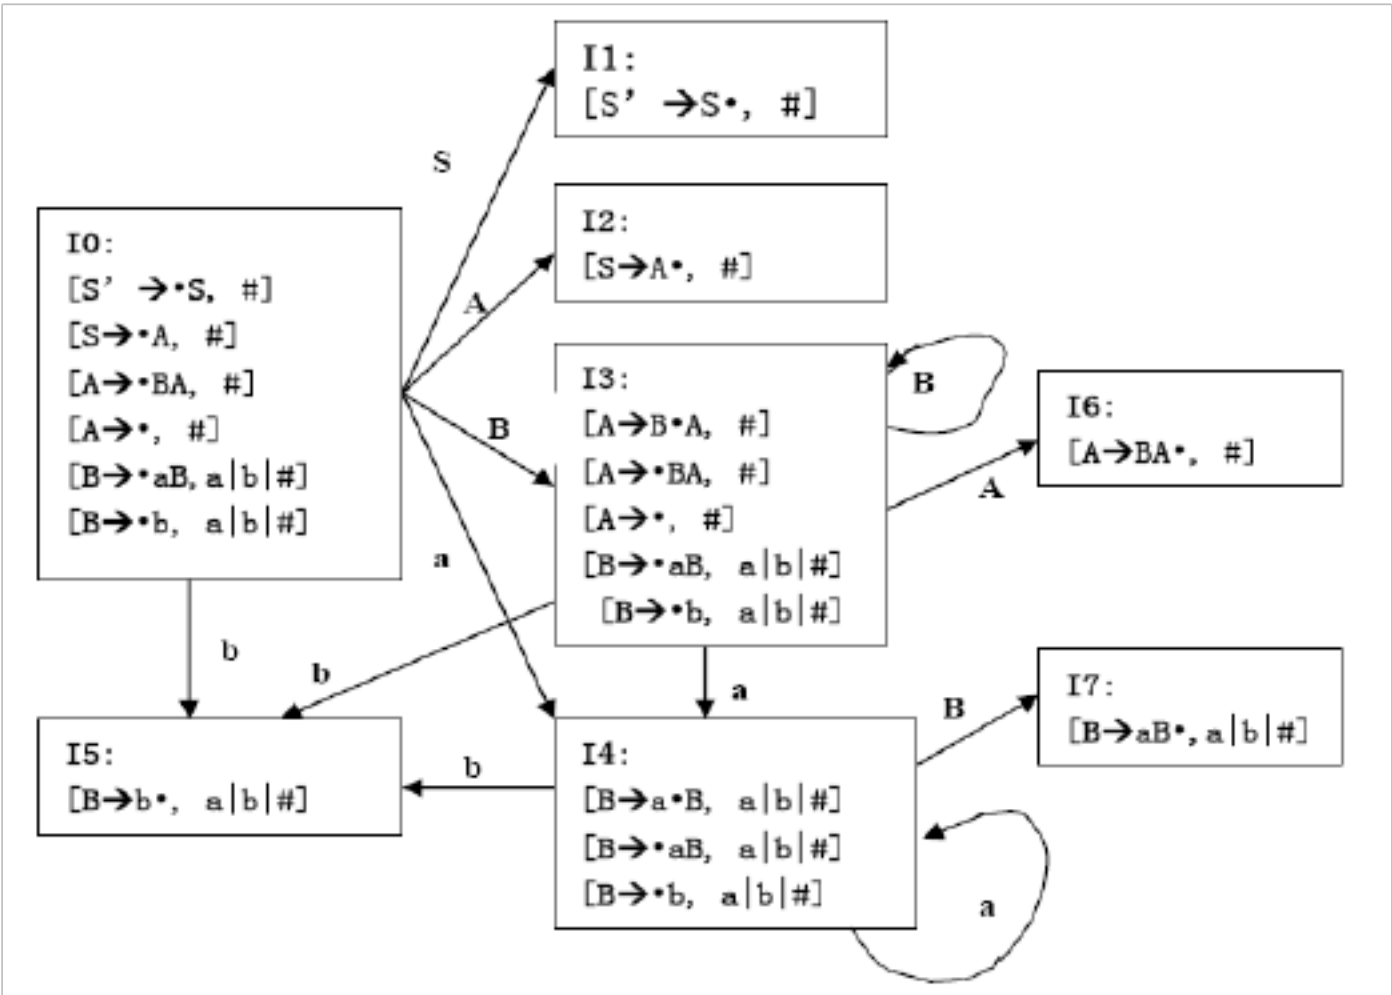 I1:
[S' →S•, #]
S
I2:
[S→A•, #]
I0:
[S' →•S, #]
[S→•A, #]
[A→•BA, #]
[A→•, #]
[B→•aB,a|b|#]
[B→•b, a|b|#]
A
I3:
[A→B•A, #]
[A→•BA, #]
[A→•, #]
[B→•aB, a|b|#]
[B→•b, a|b|#]
B
B
I6:
[A→BA•, #]
A
a
b
b
a
I7:
[B→aB•,a|b|#]
B
I5:
[B→b•, a|b|#]
b
I4:
[B→a•B, a|b|#]
[B→•aB, a|b|#]
[B→•b, a|b|#]
a